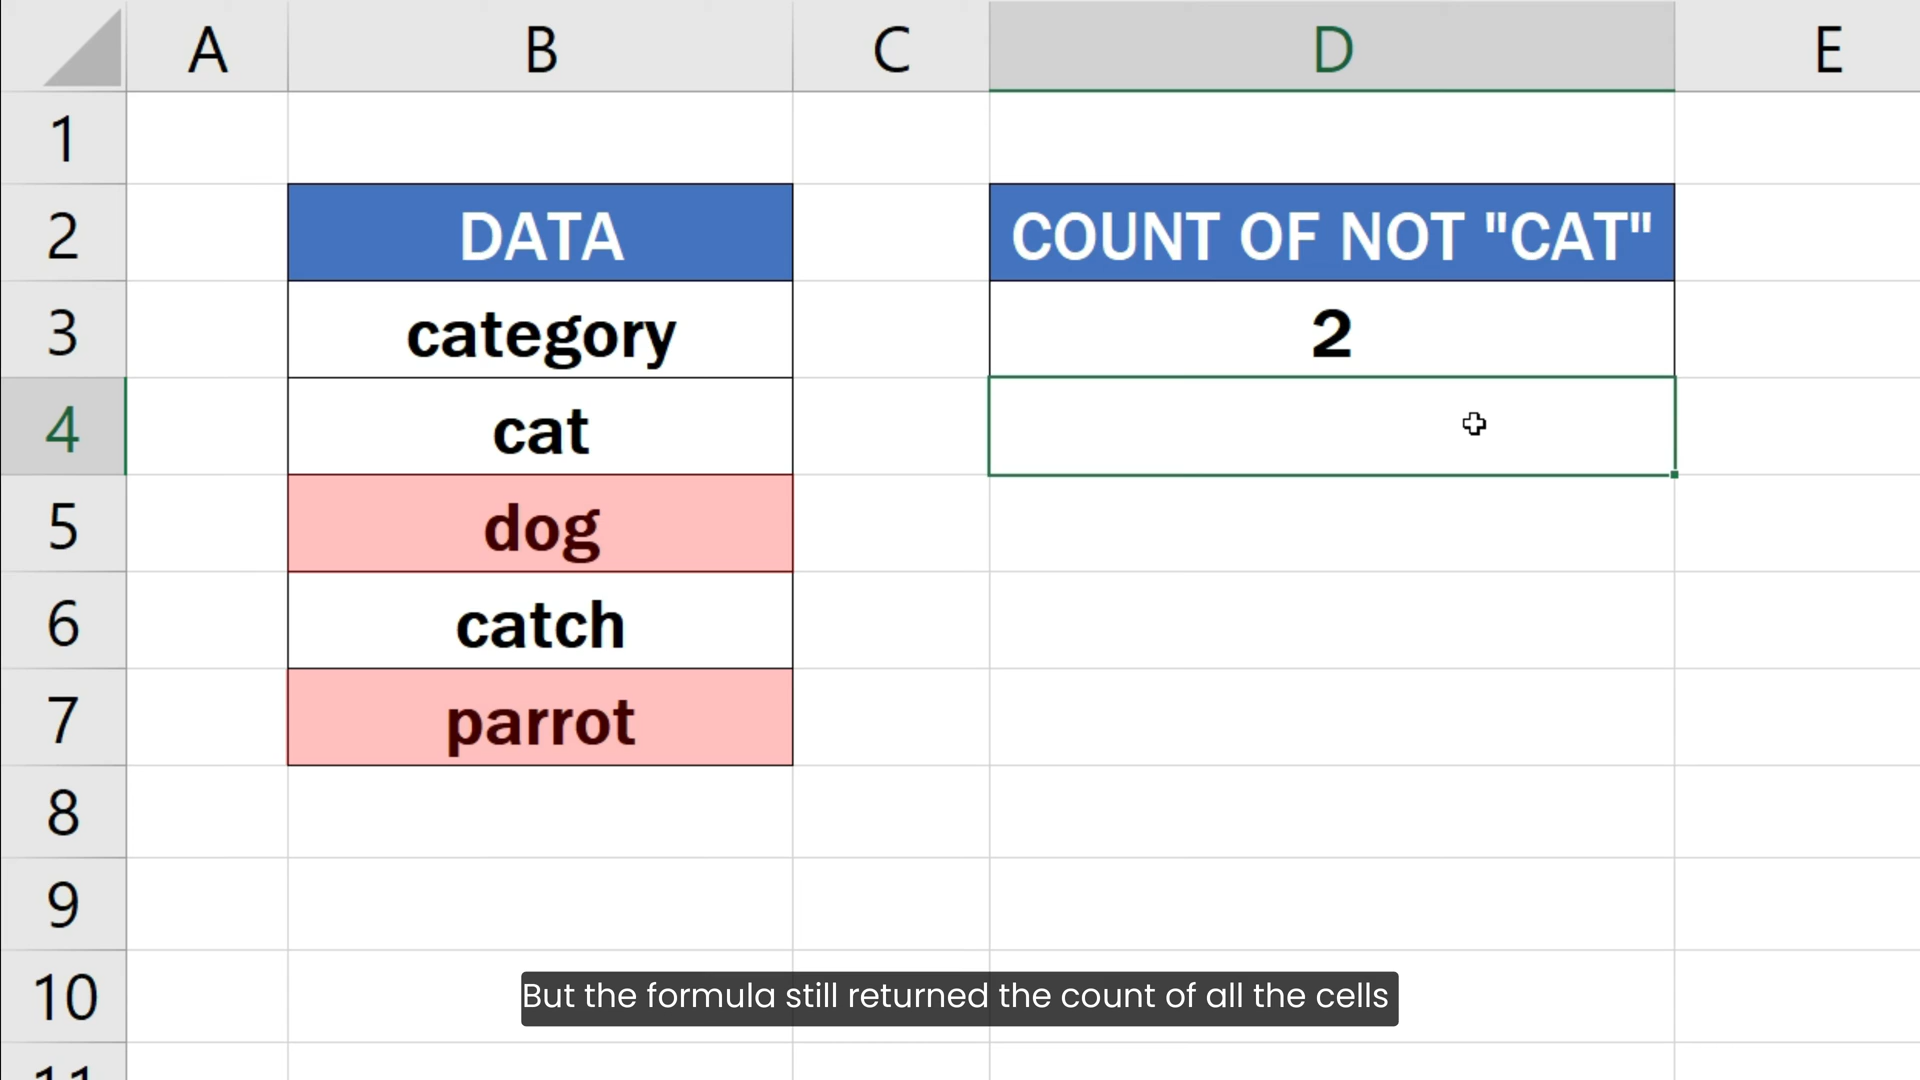 A B C D E
1
2 DATA COUNT OF NOT "CAT"
3 category 2
4 cat
5 dog
6 catch
7 parrot
8
9
10 But the formula still returned the count of all the cells
11